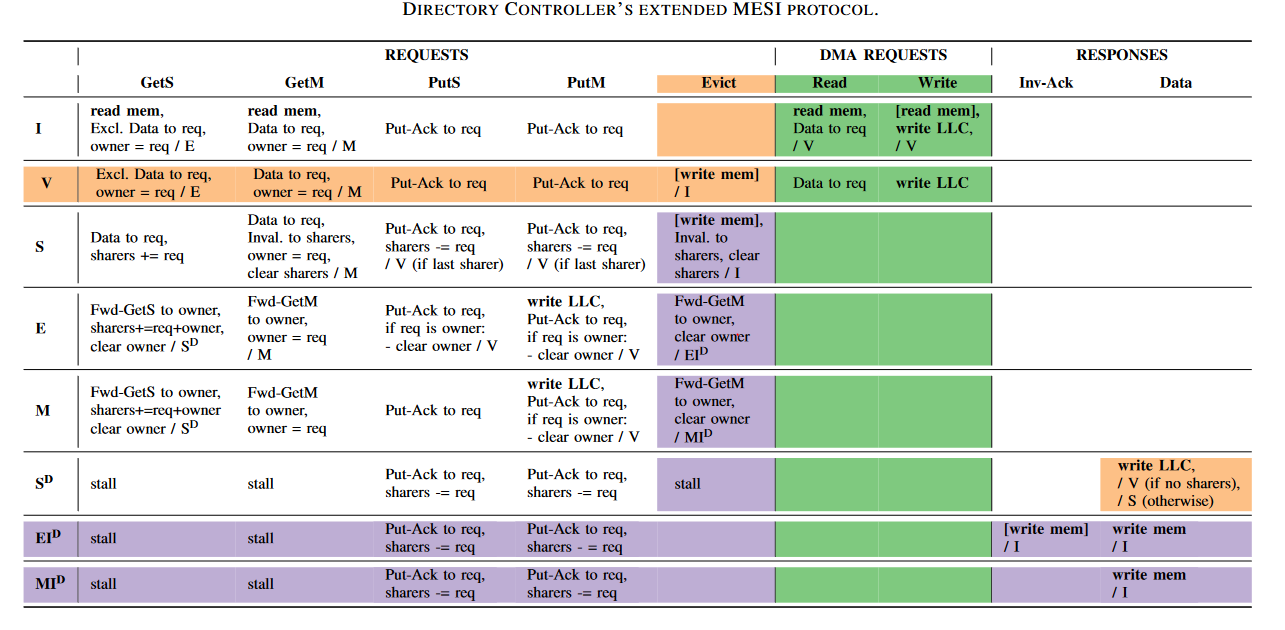 DIRECTORY CONTROLLER'S EXTENDED MESI PROTOCOL.
REQUESTS DMA REQUESTS RESPONSES
GetS GetM PutS PutM Evict Read Write Inv-Ack Data
I
read mem,
Excl. Data to req,
owner = req / E
read mem,
Data to req,
owner = req / M
Put-Ack to req
Put-Ack to req
read mem,
Data to req
/ V
[read mem],
write LLC,
/ V
V
Excl. Data to req,
owner = req / E
Data to req,
owner = req / M
Put-Ack to req
Put-Ack to req
[write mem]
/ I
Data to req
write LLC
S
Data to req,
sharers += req
Data to req,
Inval. to sharers,
owner = req,
clear sharers / M
Put-Ack to req,
sharers -= req
/ V (if last sharer)
Put-Ack to req,
sharers -= req
/ V (if last sharer)
[write mem],
Inval. to
sharers, clear
sharers / I
E
Fwd-GetS to owner,
sharers+=req+owner,
clear owner / S^D
Fwd-GetM
to owner,
owner = req
/ M
Put-Ack to req,
if req is owner:
- clear owner / V
write LLC,
Put-Ack to req,
if req is owner:
- clear owner / V
Fwd-GetM
to owner,
clear owner
/ EI^D
M
Fwd-GetS to owner,
sharers+=req+owner
clear owner / S^D
Fwd-GetM
to owner,
owner = req
Put-Ack to req
write LLC,
Put-Ack to req,
if req is owner:
- clear owner / V
Fwd-GetM
to owner,
clear owner
/ MI^D
S^D
stall
stall
Put-Ack to req,
sharers -= req
Put-Ack to req,
sharers -= req
stall
write LLC,
/ V (if no sharers),
/ S (otherwise)
EI^D
stall
stall
Put-Ack to req,
sharers -= req
Put-Ack to req,
sharers - = req
[write mem]
/ I
write mem
/ I
MI^D
stall
stall
Put-Ack to req,
sharers -= req
Put-Ack to req,
sharers -= req
write mem
/ I